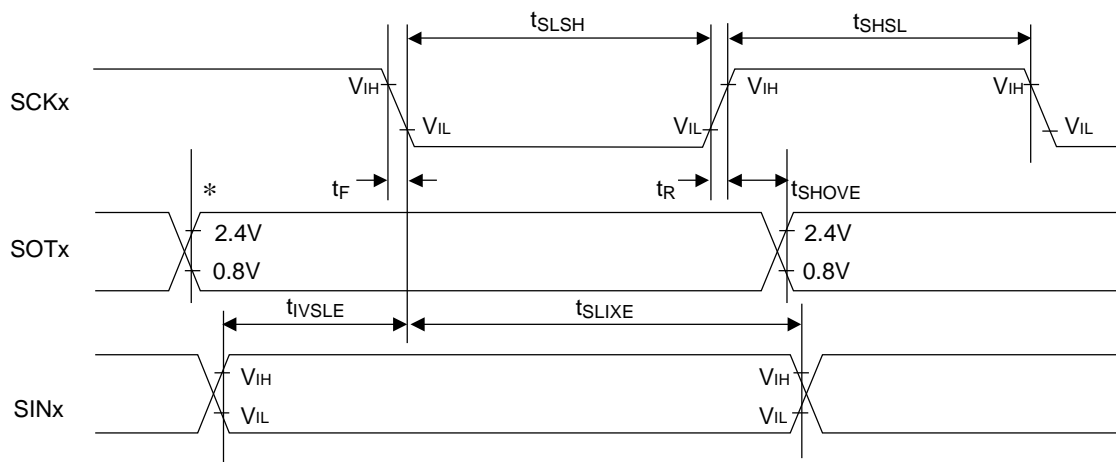 tSLSH
tSHSL
SCKx
VIH
VIL
VIL
VIH
VIH
VIL
tF
tR
tSHOVE
*
SOTx
2.4V
0.8V
2.4V
0.8V
tIVSLE
tSLIXE
SINx
VIH
VIL
VIH
VIL